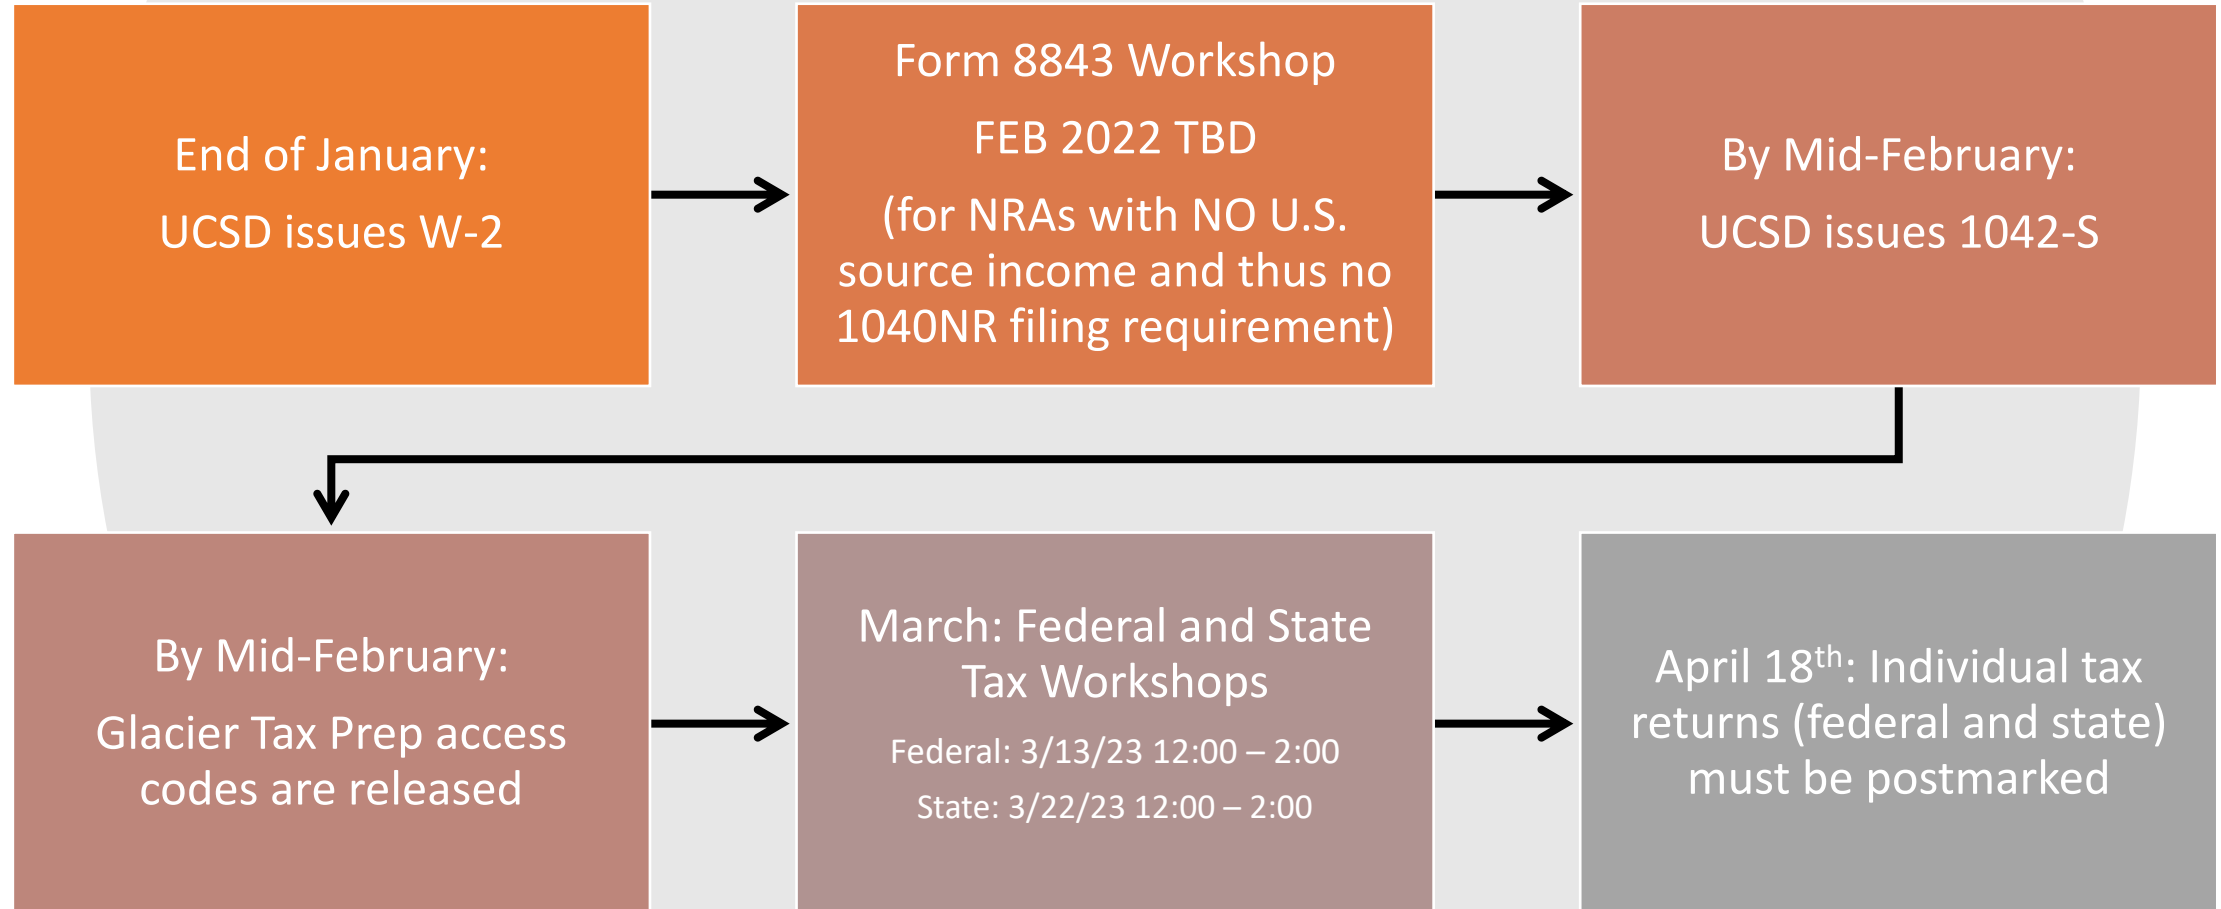 End of January:
UCSD issues W-2
Form 8843 Workshop
FEB 2022 TBD
(for NRAs with NO U.S.
source income and thus no
1040NR filing requirement)
By Mid-February:
UCSD issues 1042-S
By Mid-February:
Glacier Tax Prep access
codes are released
March: Federal and State
Tax Workshops
Federal: 3/13/23 12:00 – 2:00
State: 3/22/23 12:00 – 2:00
April 18th: Individual tax
returns (federal and state)
must be postmarked